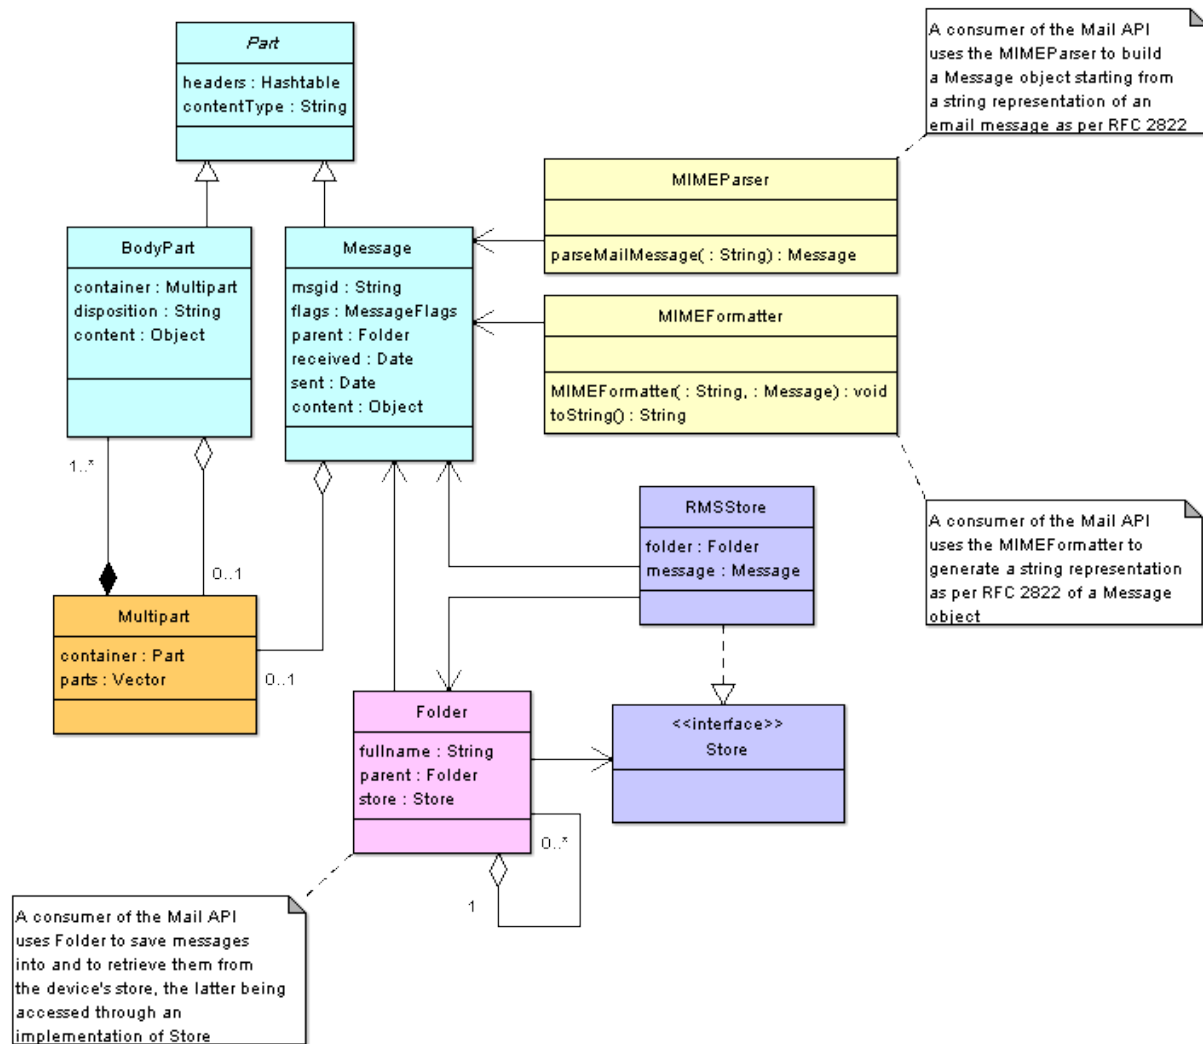 Part
headers : Hashtable
contentType : String
A consumer of the Mail API
uses the MIMEParser to build
a Message object starting from
a string representation of an
email message as per RFC 2822
MIMEParser
parseMailMessage( : String) : Message
BodyPart
container : Multipart
disposition : String
content : Object
Message
msgid : String
flags : MessageFlags
parent : Folder
received : Date
sent : Date
content : Object
MIMEFormatter
MIMEFormatter( : String, : Message) : void
toString() : String
1..*
0..1
RMSStore
folder : Folder
message : Message
A consumer of the Mail API
uses the MIMEFormatter to
generate a string representation
as per RFC 2822 of a Message
object
Multipart
container : Part
parts : Vector
0..1
Folder
fullname : String
parent : Folder
store : Store
<<interface>>
Store
0..*
1
A consumer of the Mail API
uses Folder to save messages
into and to retrieve them from
the device's store, the latter being
accessed through an
implementation of Store